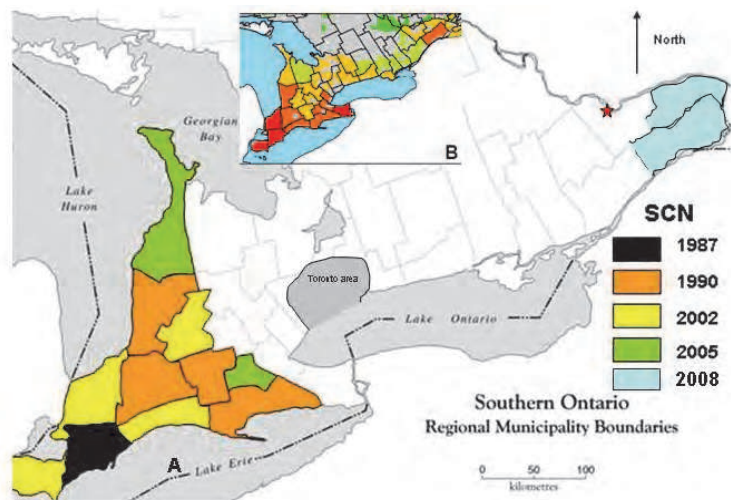 North
Georgian
Bay
B
Lake
Huron
SCN
1987
1990
2002
2005
2008
Toronto area
Lake Ontario
Southern Ontario
Regional Municipality Boundaries
A
Lake Erie
0 50 100
kilometres